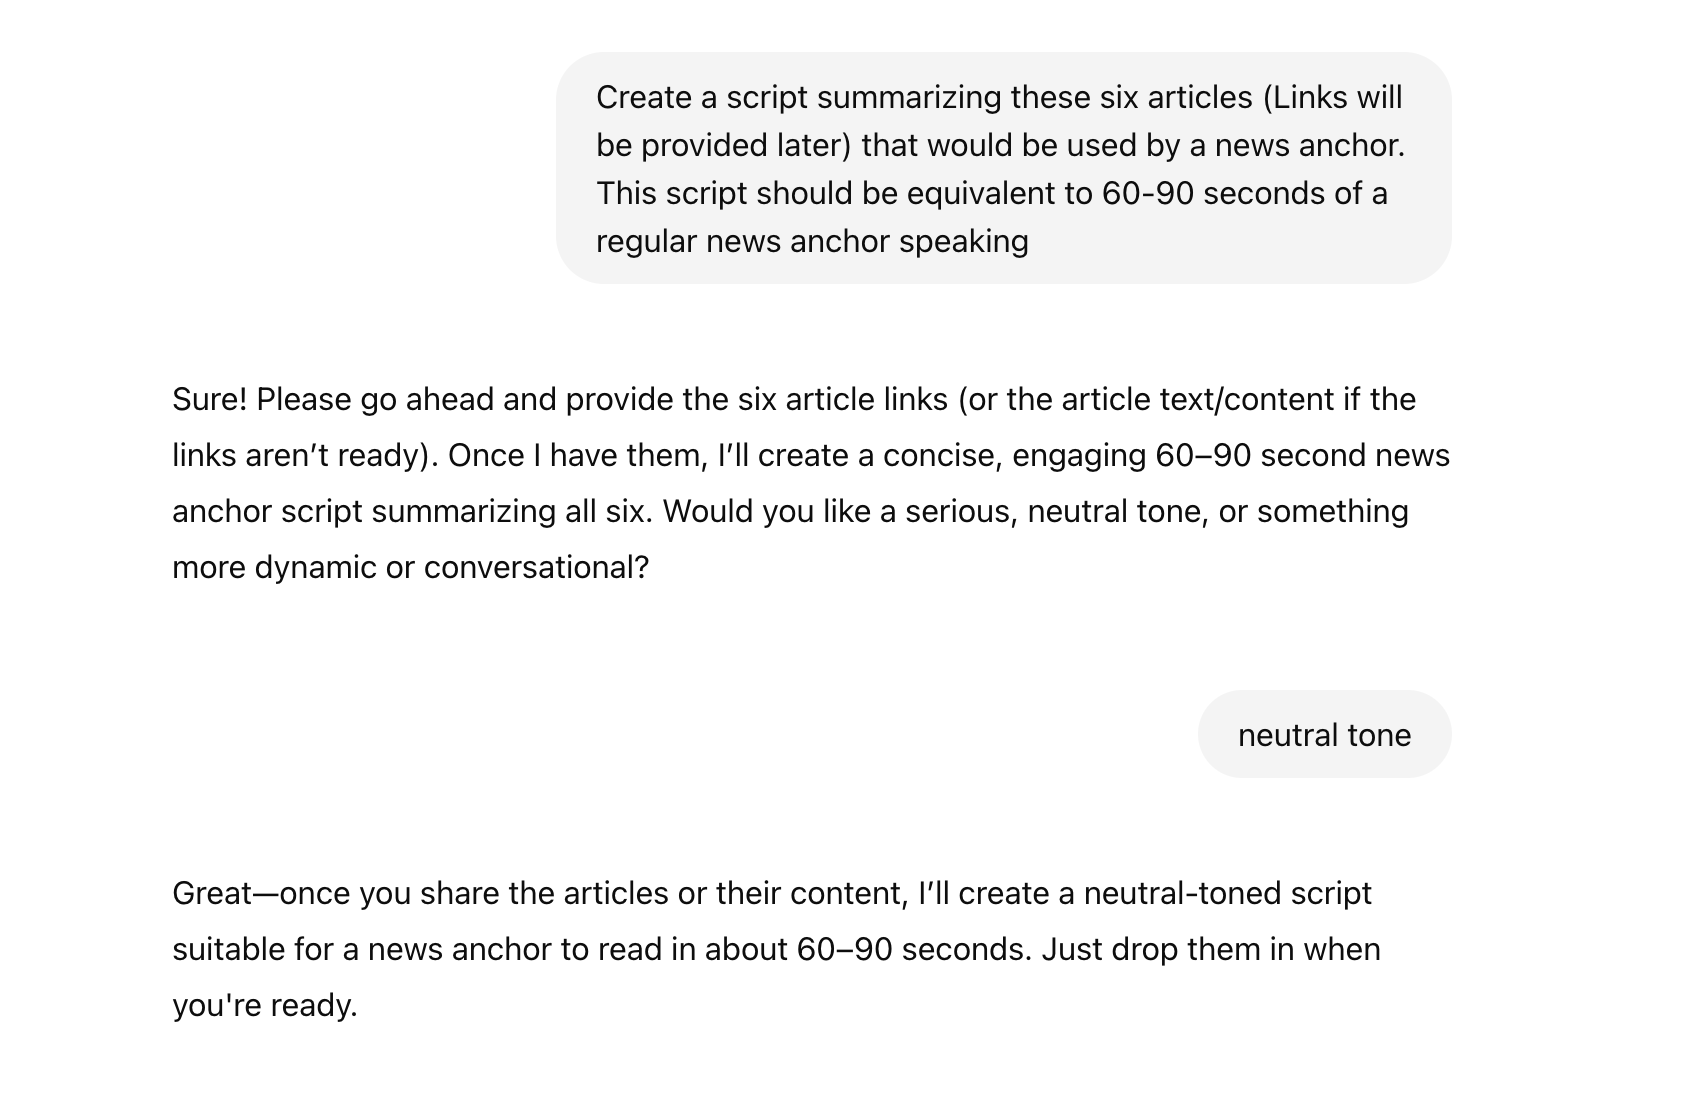 Create a script summarizing these six articles (Links will
be provided later) that would be used by a news anchor.
This script should be equivalent to 60-90 seconds of a
regular news anchor speaking
Sure! Please go ahead and provide the six article links (or the article text/content if the
links aren’t ready). Once I have them, I’ll create a concise, engaging 60–90 second news
anchor script summarizing all six. Would you like a serious, neutral tone, or something
more dynamic or conversational?
neutral tone
Great—once you share the articles or their content, I’ll create a neutral-toned script
suitable for a news anchor to read in about 60–90 seconds. Just drop them in when
you're ready.